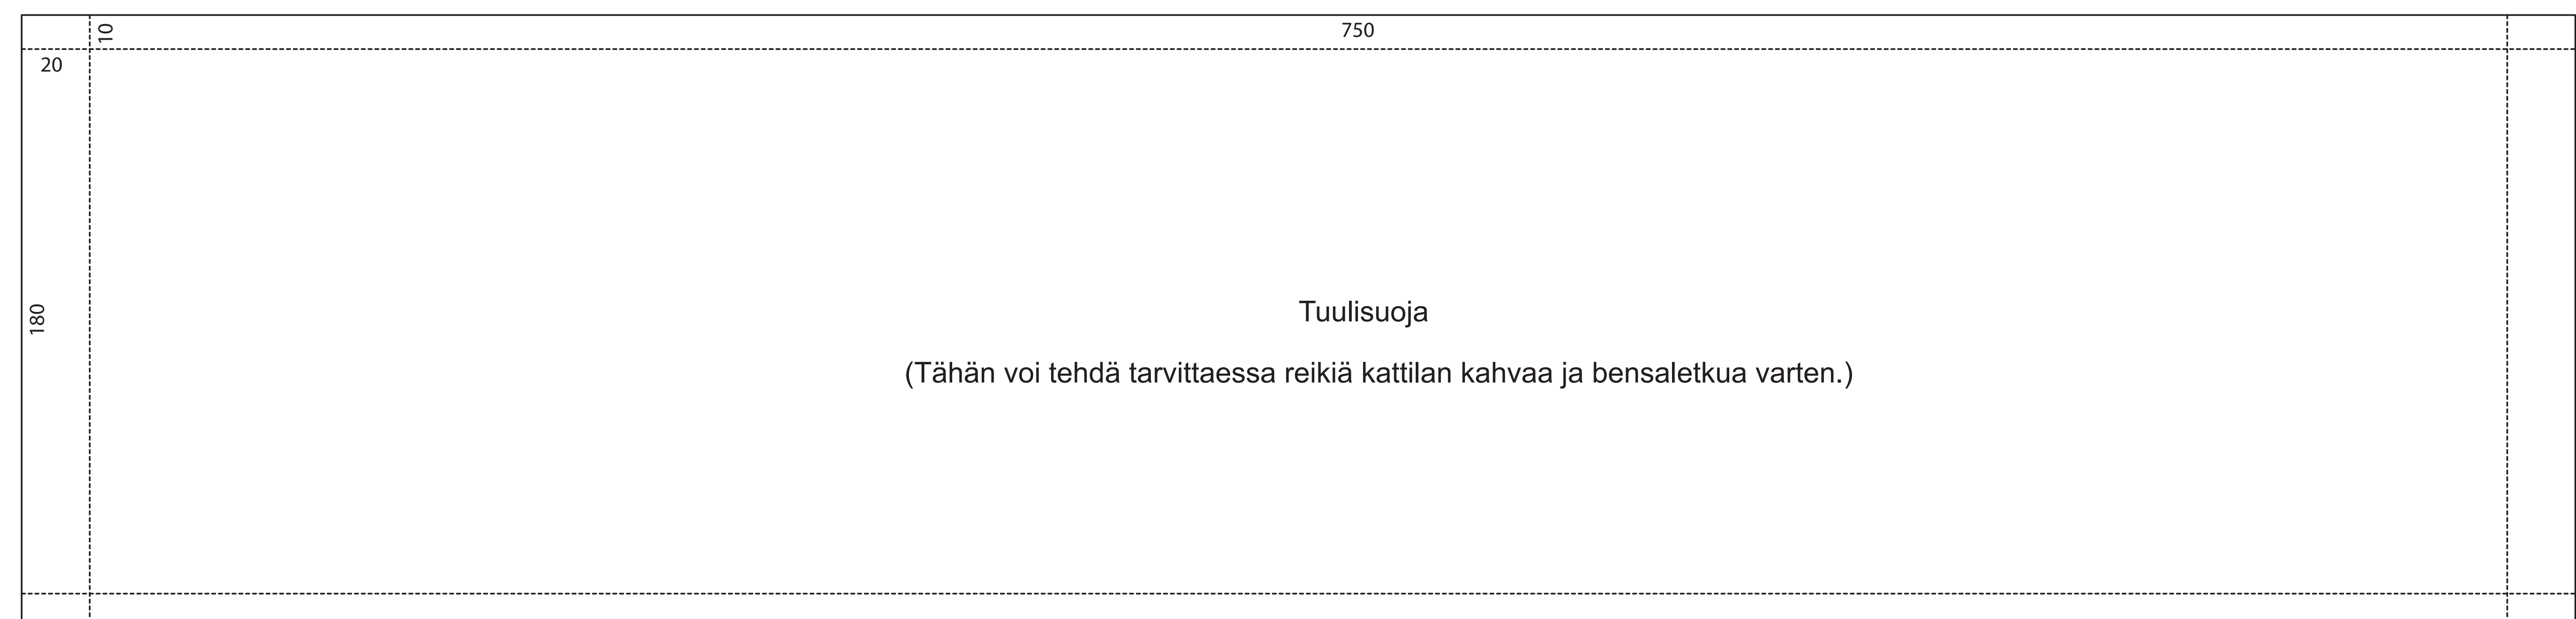 10
750
20
180
Tuulisuoja
(Tähän voi tehdä tarvittaessa reikiä kattilan kahvaa ja bensaletkua varten.)